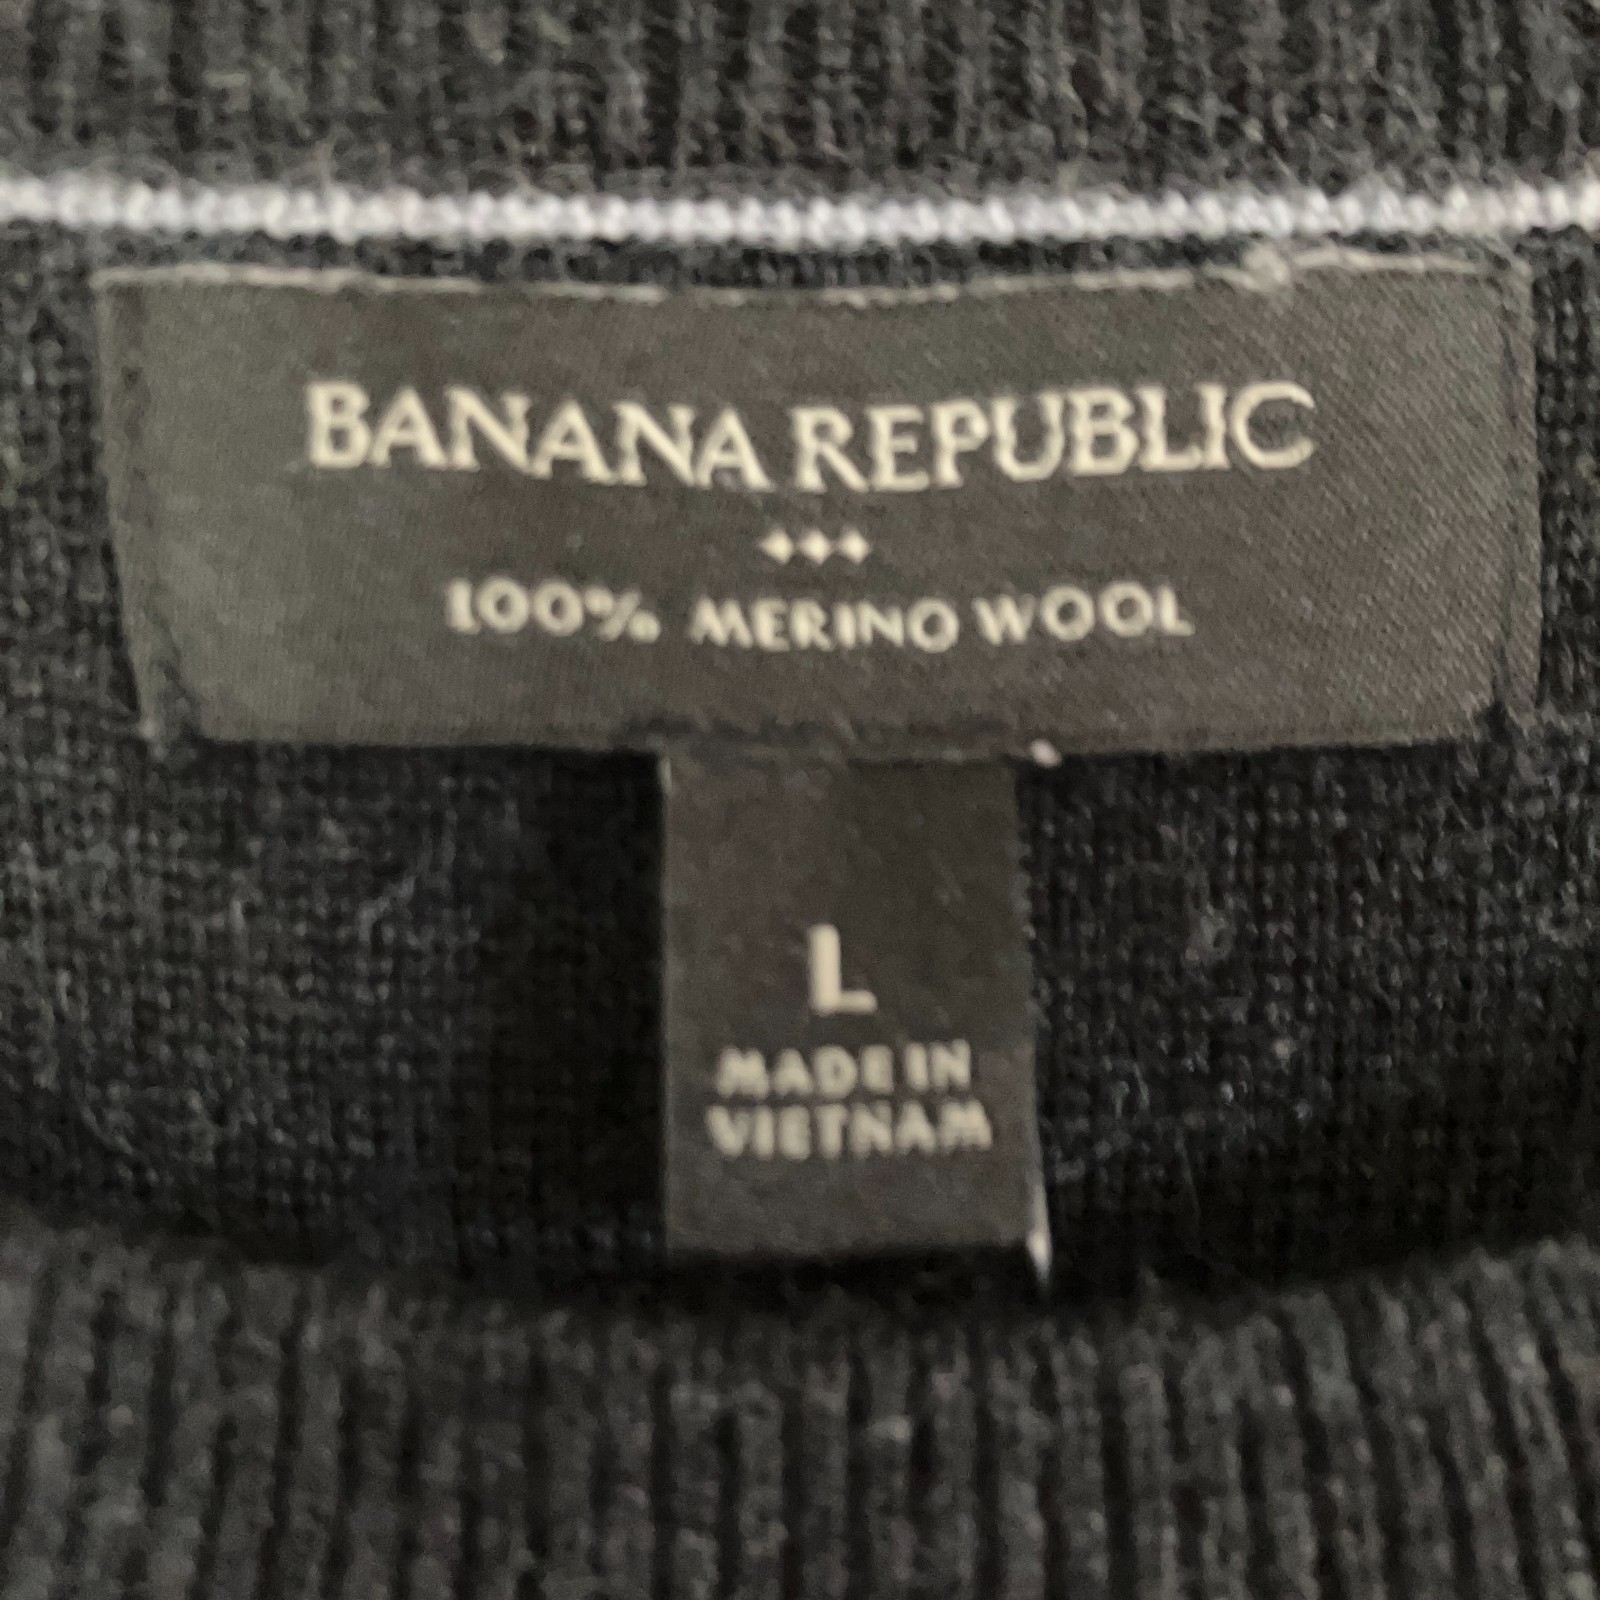 BANANA REPUBLIC
100% MERINO WOOL
L
MADE IN
VIETNAM